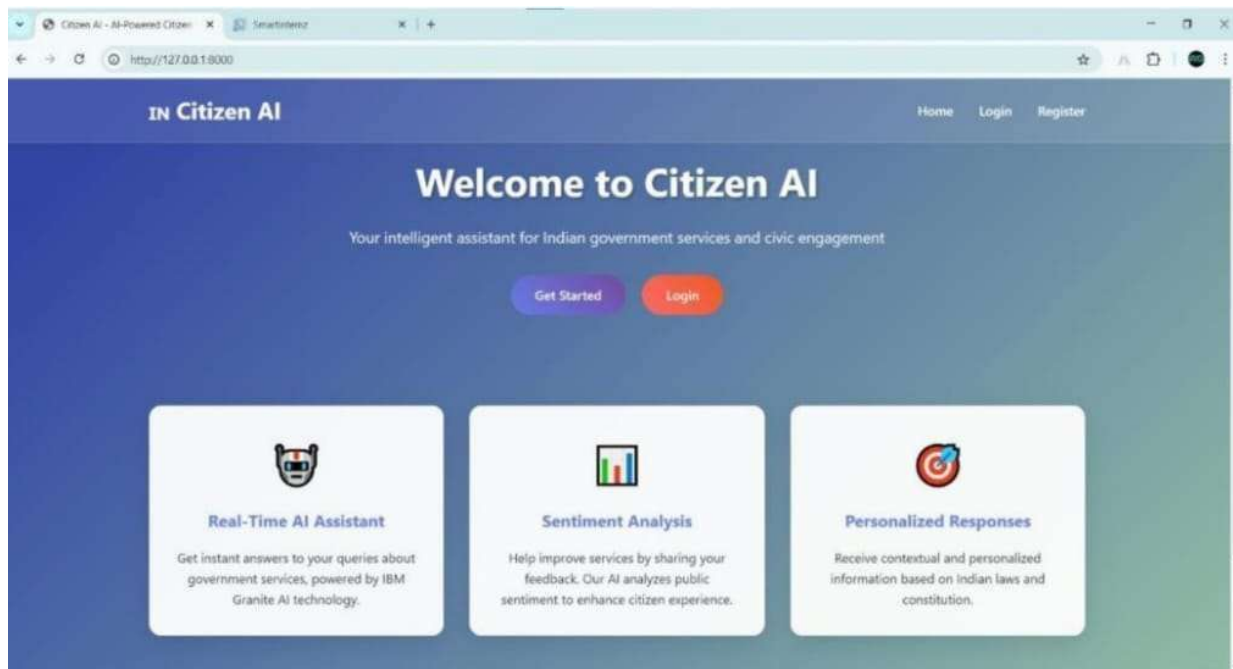 Citizen AI - AI-Powered Citizen
Smartinternz
http://127.0.0.1:8000
IN Citizen AI
Home Login Register
Welcome to Citizen AI
Your intelligent assistant for Indian government services and civic engagement
Get Started Login
Real-Time AI Assistant
Get instant answers to your queries about
government services, powered by IBM
Granite AI technology.
Sentiment Analysis
Help improve services by sharing your
feedback. Our AI analyzes public
sentiment to enhance citizen experience.
Personalized Responses
Receive contextual and personalized
information based on Indian laws and
constitution.